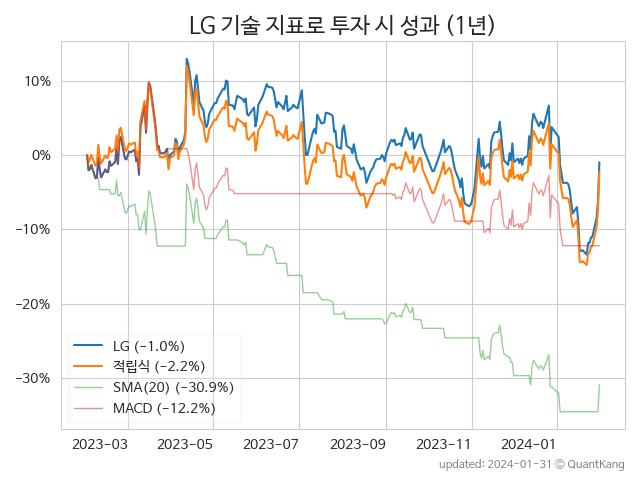 LG 기술 지표로 투자 시 성과 (1년)
10%
0%
−10%
−20%
−30%
LG (−1.0%)
적립식 (−2.2%)
SMA(20) (−30.9%)
MACD (−12.2%)
2023-03 2023-05 2023-07 2023-09 2023-11 2024-01
updated: 2024-01-31 © QuantKang